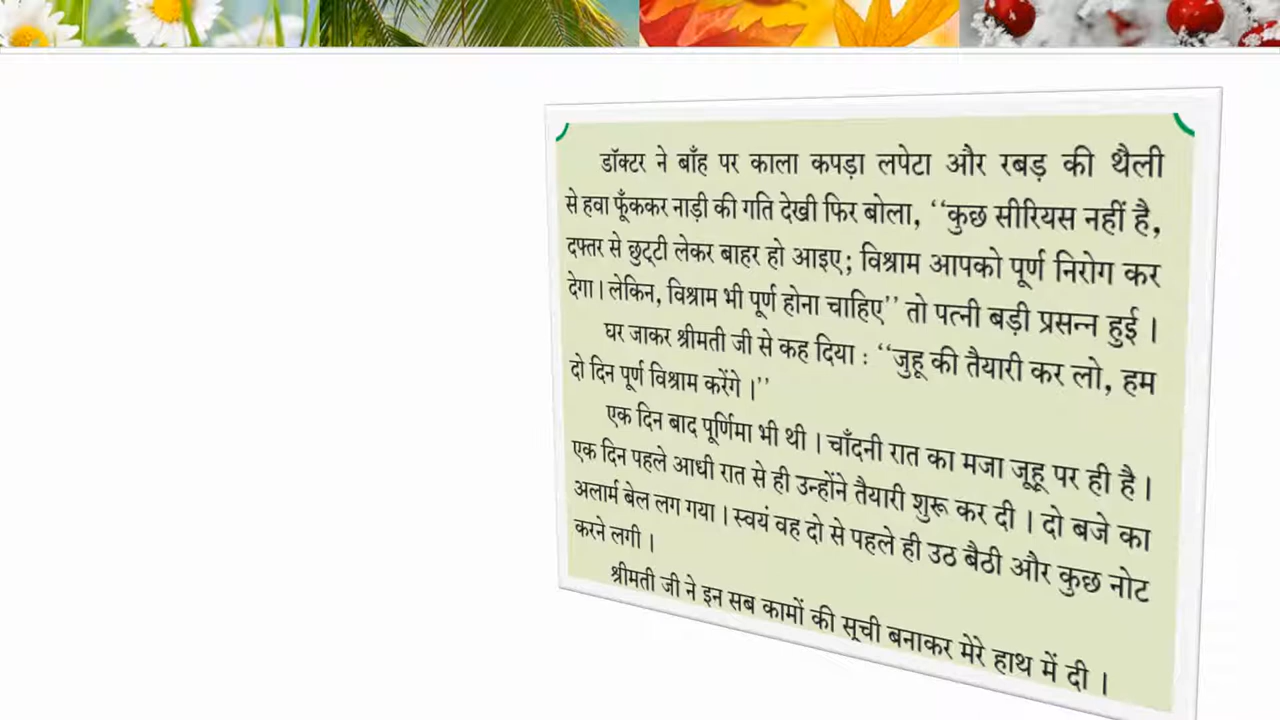 डॉक्टर ने बाँह पर काला कपड़ा लपेटा और रबड़ की थैली
से हवा फूँककर नाड़ी की गति देखी फिर बोला, ‘‘कुछ सीरियस नहीं है,
दफ्तर से छुट्‌टी लेकर बाहर हो आइए; विश्राम आपको पूर्ण निरोग कर
देगा । लेकिन, विश्राम भी पूर्ण होना चाहिए’’ तो पत्नी बड़ी प्रसन्न हुई ।
घर जाकर श्रीमती जी से कह दिया : ‘‘जुहू की तैयारी कर लो, हम
दो दिन पूर्ण विश्राम करेंगे ।’’
एक दिन बाद पूर्णिमा भी थी । चाँदनी रात का मजा जूहू पर ही है ।
एक दिन पहले आधी रात से ही उन्होंने तैयारी शुरू कर दी । दो बजे का
अलार्म बेल लग गया । स्वयं वह दो से पहले ही उठ बैठी और कुछ नोट
करने लगी ।
श्रीमती जी ने इन सब कामों की सूची बनाकर मेरे हाथ में दी ।